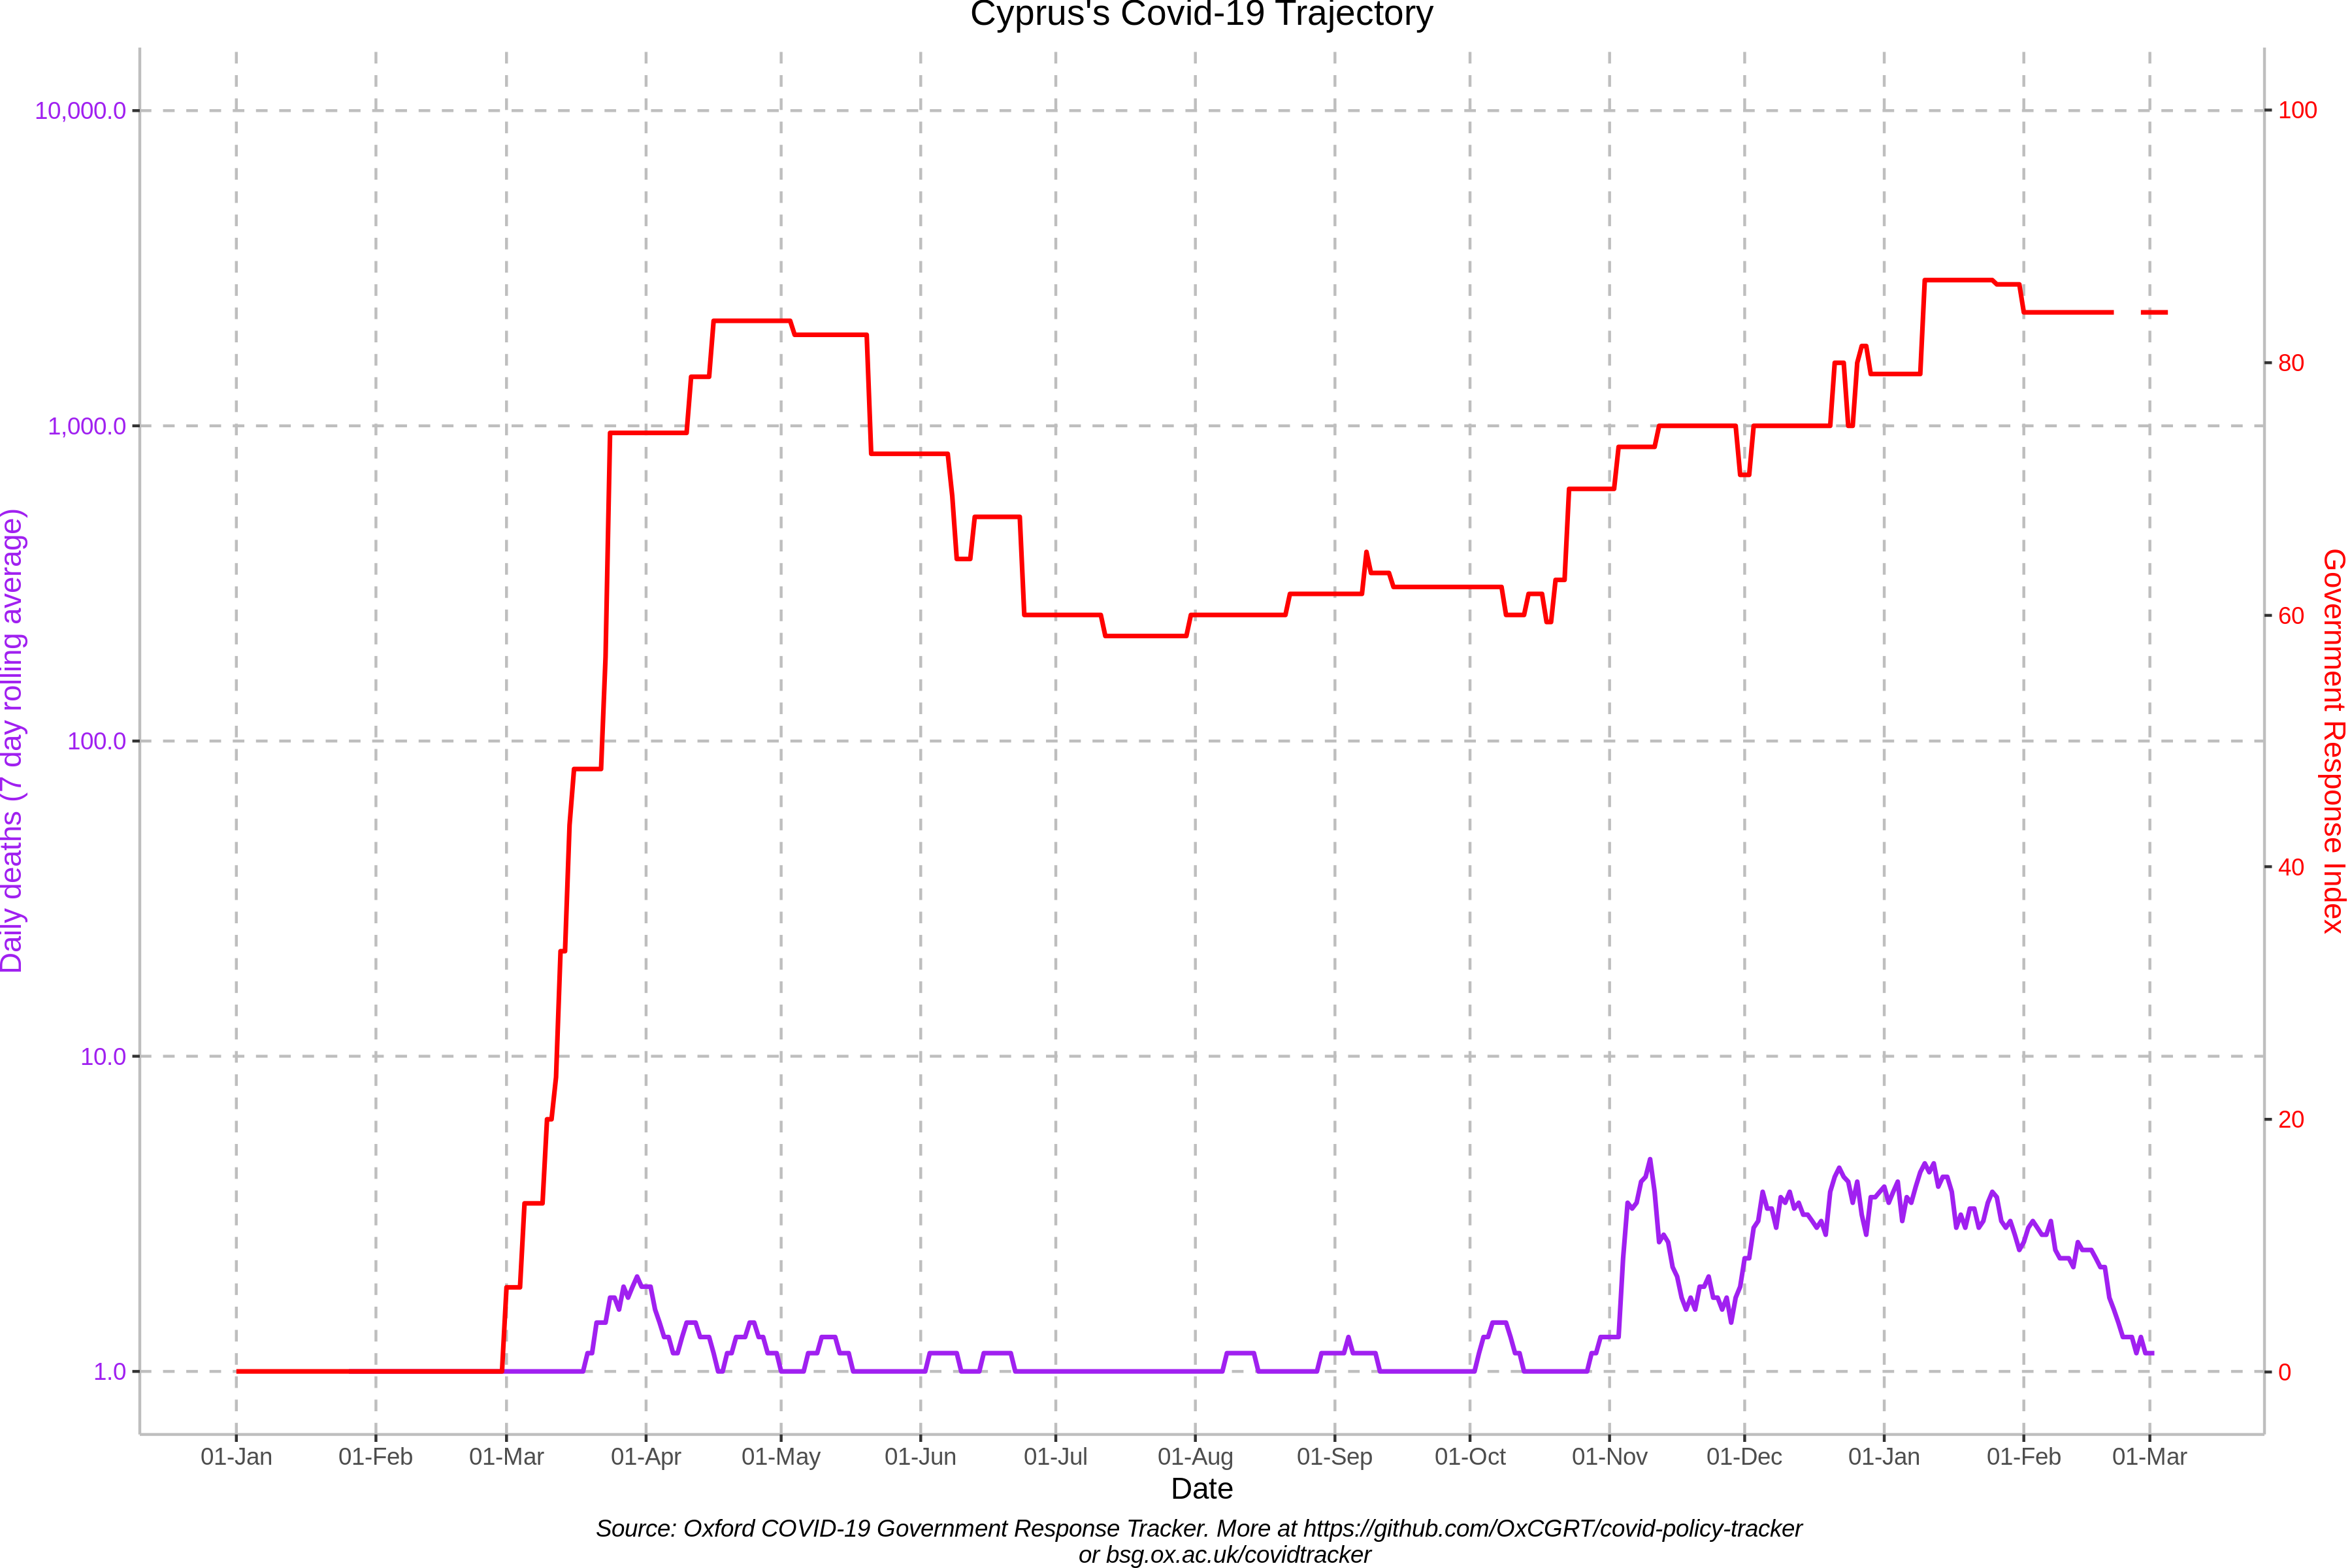 Cyprus's Covid-19 Trajectory
10,000.0
1,000.0
100.0
10.0
1.0
Daily deaths (7 day rolling average)
100
80
60
40
20
0
Government Response Index
01-Jan 01-Feb 01-Mar 01-Apr 01-May 01-Jun 01-Jul 01-Aug 01-Sep 01-Oct 01-Nov 01-Dec 01-Jan 01-Feb 01-Mar
Date
Source: Oxford COVID-19 Government Response Tracker. More at https://github.com/OxCGRT/covid-policy-tracker
or bsg.ox.ac.uk/covidtracker